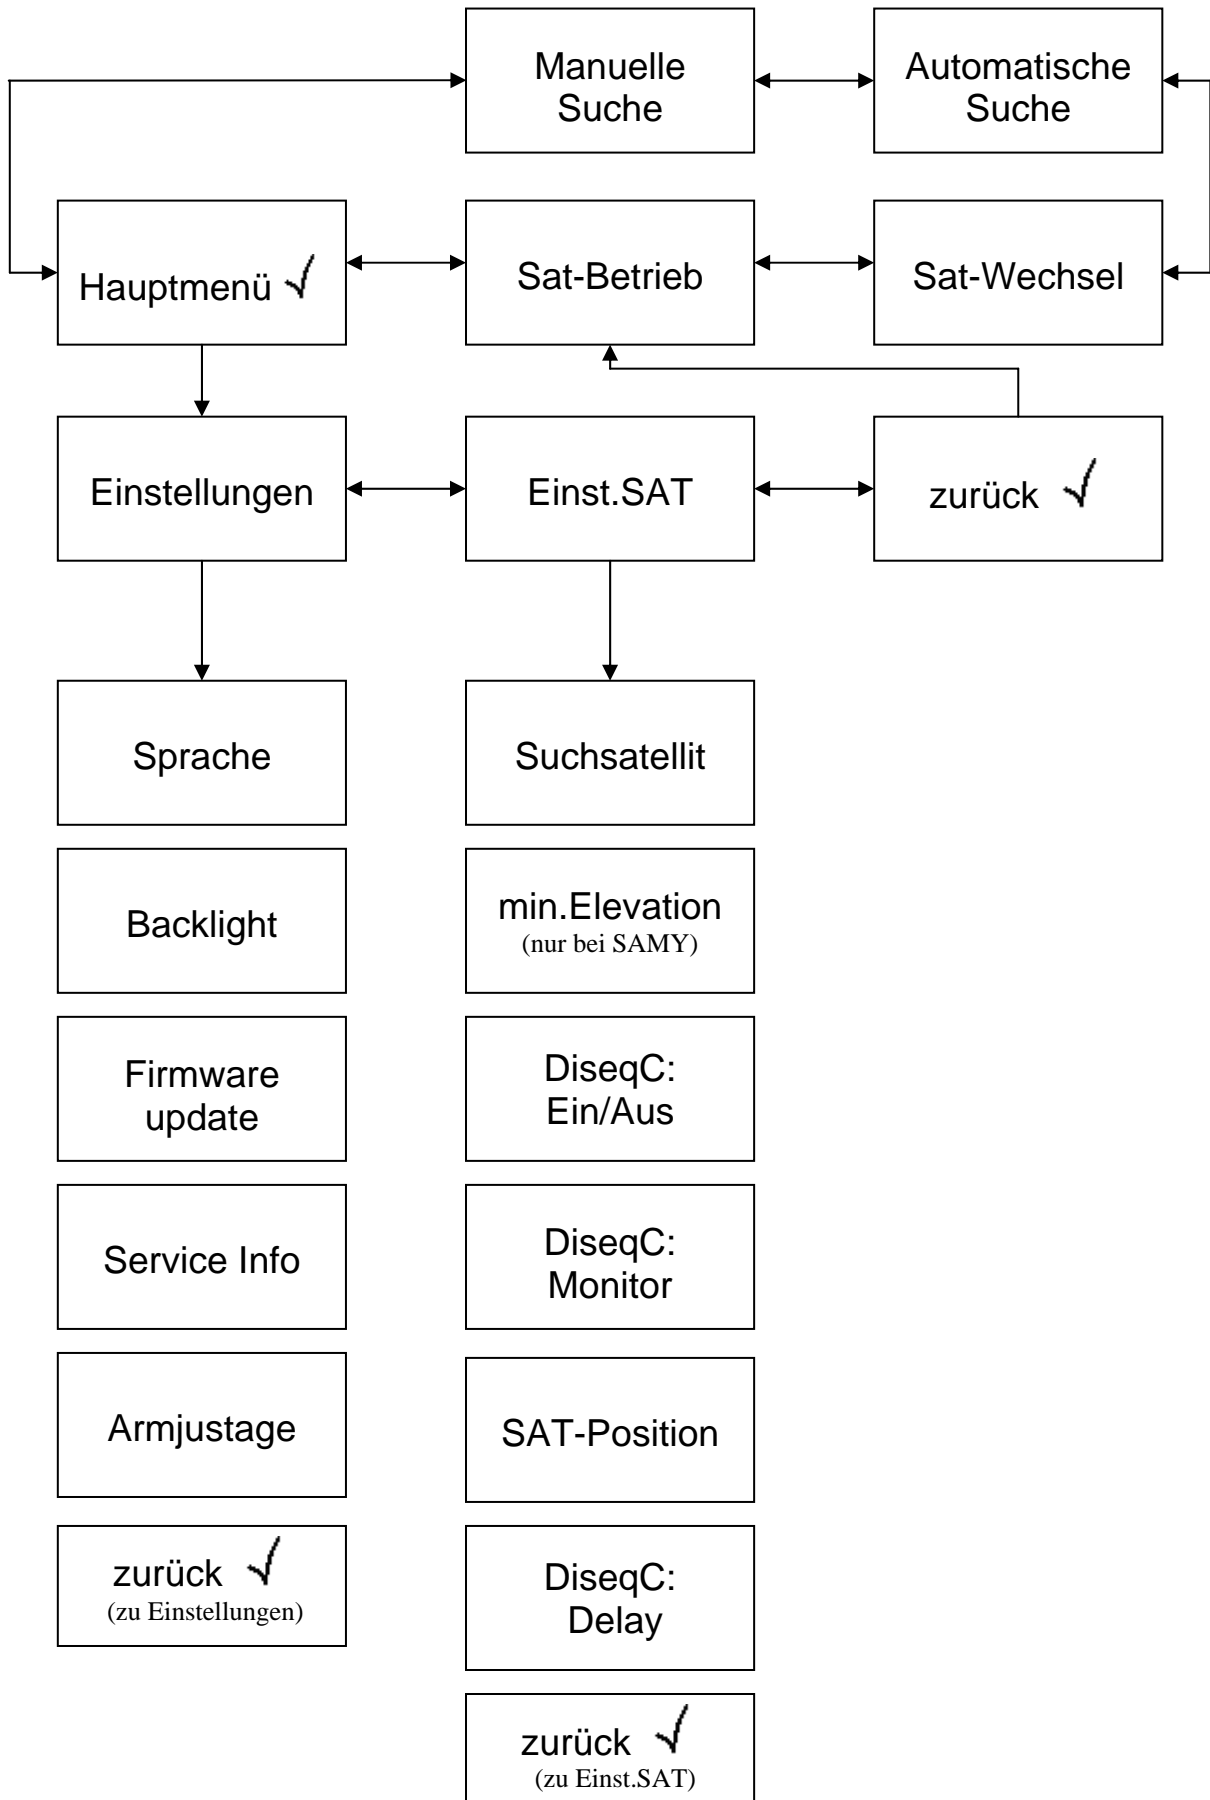 Manuelle
Suche
Automatische
Suche
Hauptmenü
Sat-Betrieb
Sat-Wechsel
Einstellungen
Einst.SAT
zurück
Sprache
Suchsatellit
Backlight
min.Elevation
(nur bei SAMY)
Firmware
update
DiseqC:
Ein/Aus
Service Info
DiseqC:
Monitor
Armjustage
SAT-Position
zurück
(zu Einstellungen)
DiseqC:
Delay
zurück
(zu Einst.SAT)